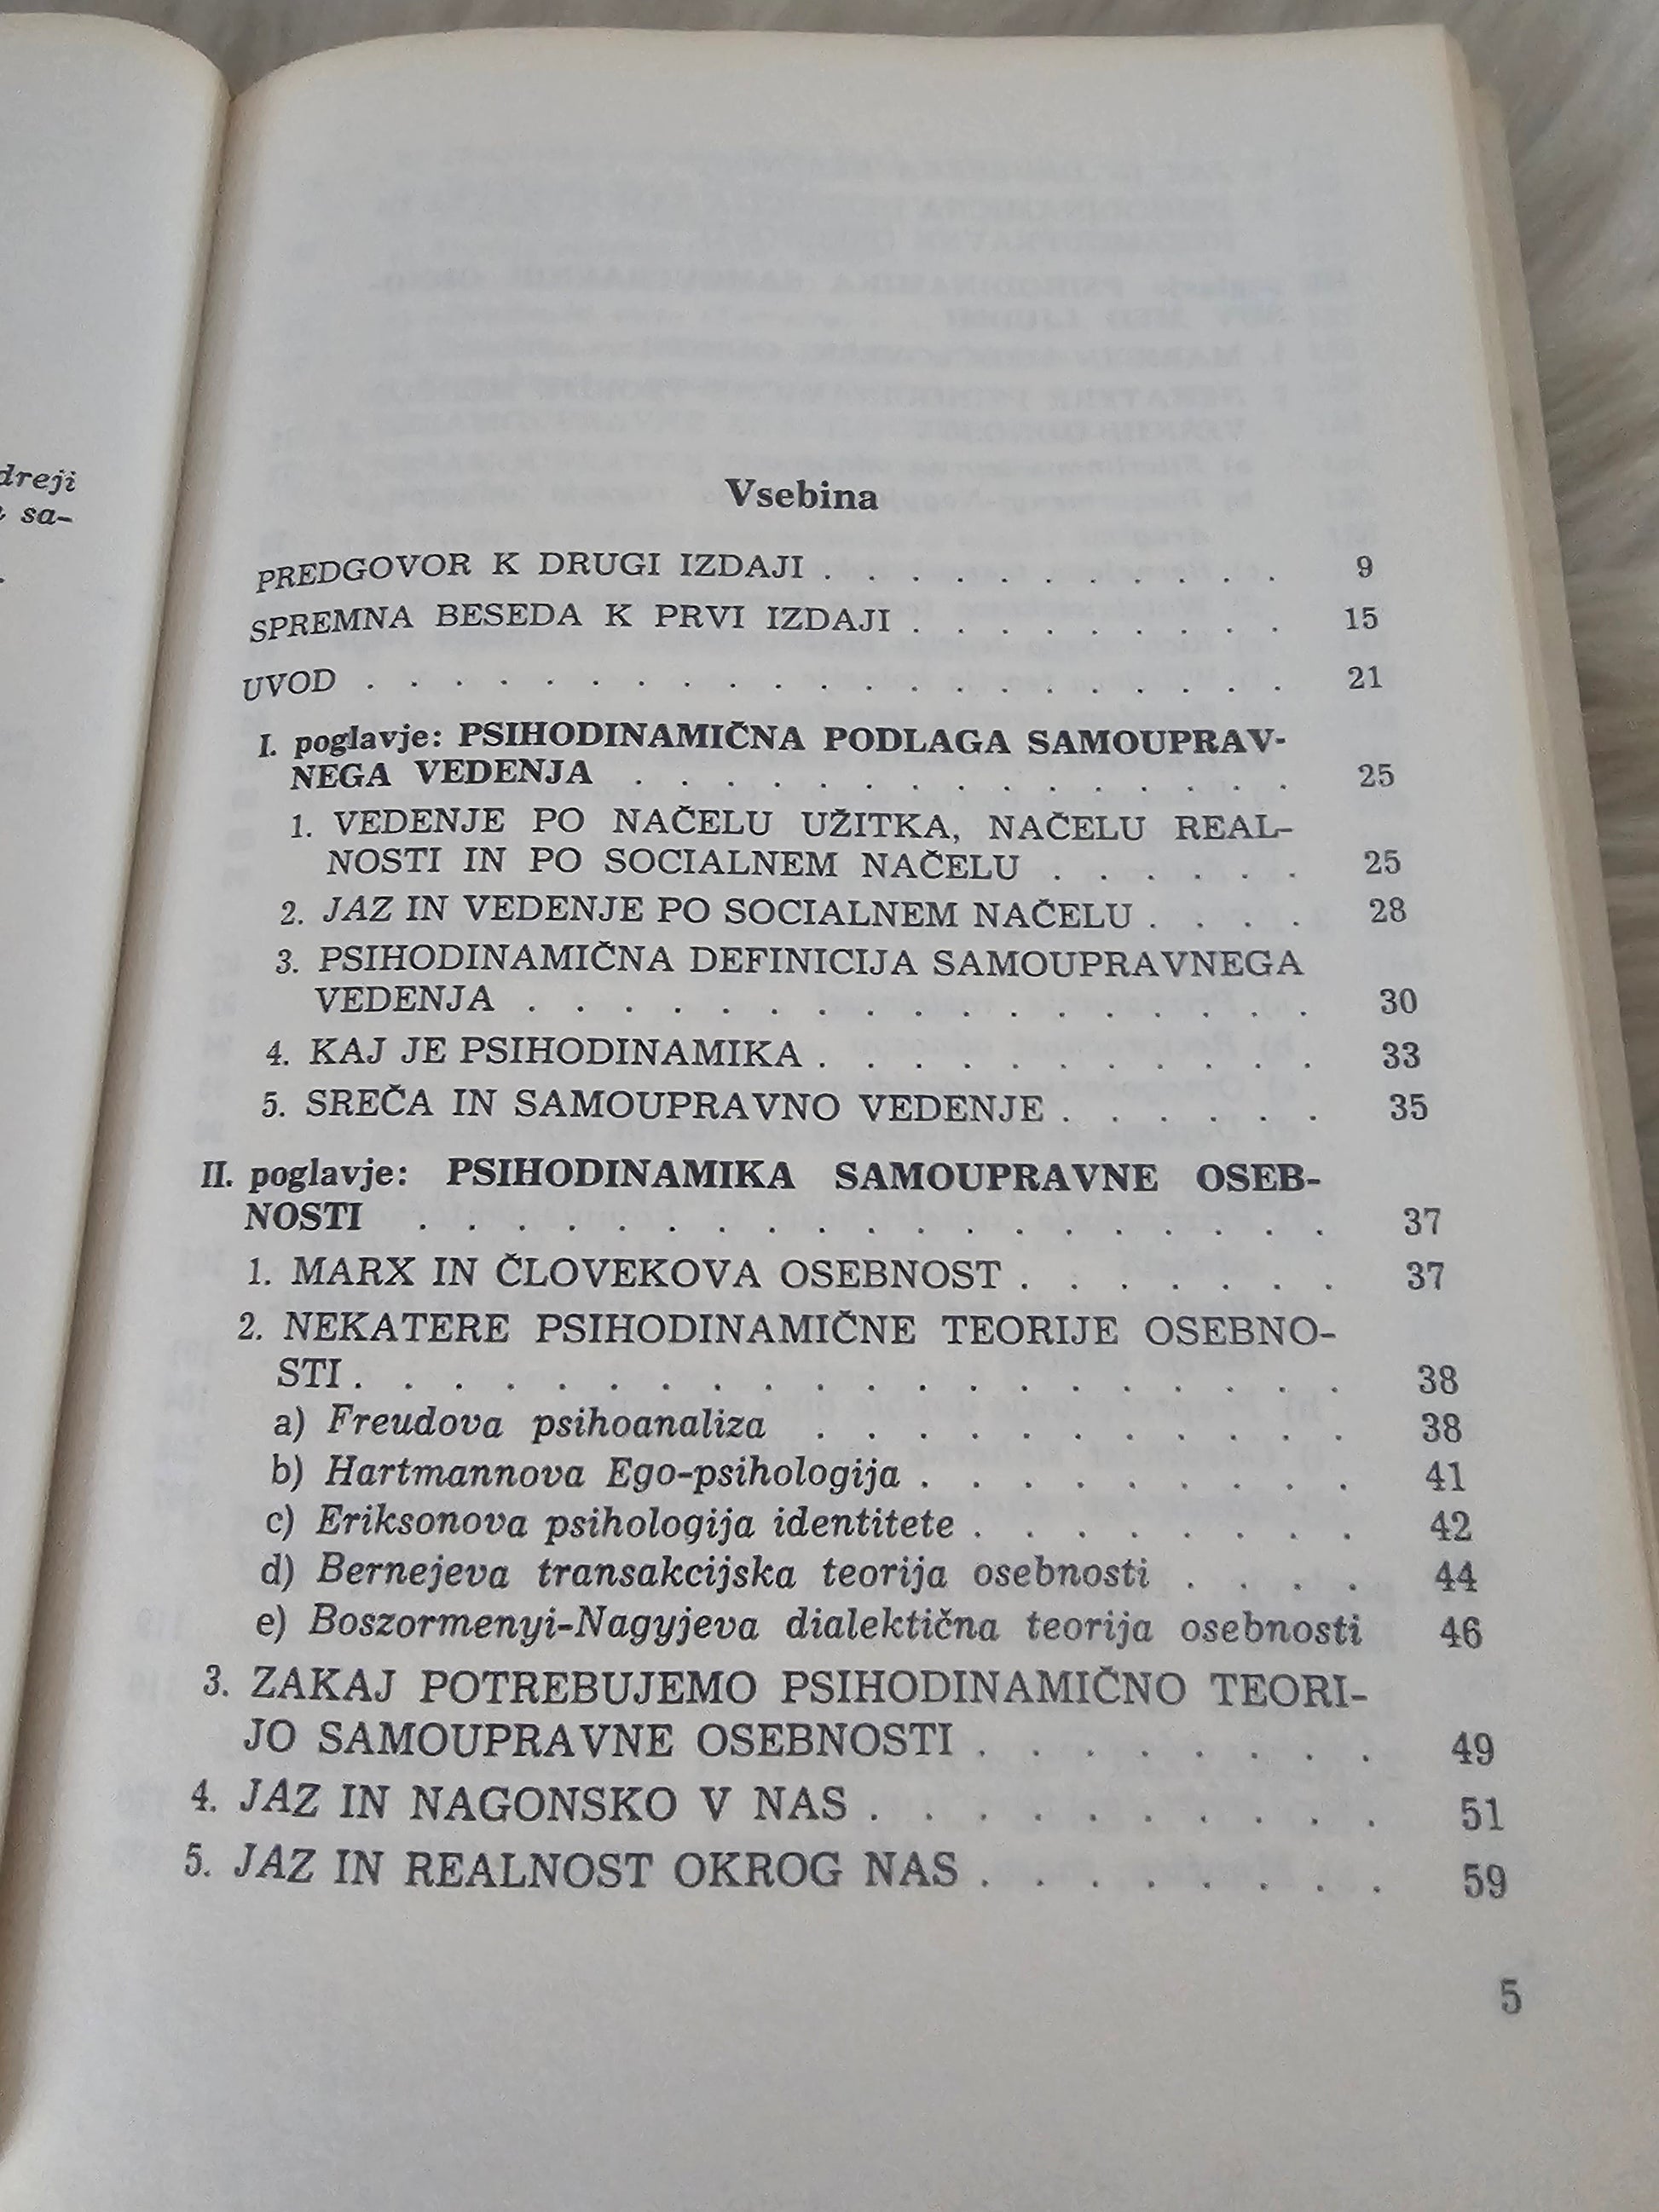 dreji
sa-
Vsebina
PREDGOVOR K DRUGI IZDAJI . . . . . . . . . . . 9
SPREMNA BESEDA K PRVI IZDAJI . . . . . . . . . 15
UVOD . . . . . . . . . . . . . . . . . . . . . 21
I. poglavje: PSIHODINAMIČNA PODLAGA SAMOUPRAV-
NEGA VEDENJA . . . . . . . . . . . . . . . 25
1. VEDENJE PO NAČELU UŽITKA, NAČELU REAL-
NOSTI IN PO SOCIALNEM NAČELU . . . . . . 25
2. JAZ IN VEDENJE PO SOCIALNEM NAČELU . . . . 28
3. PSIHODINAMIČNA DEFINICIJA SAMOUPRAVNEGA
VEDENJA . . . . . . . . . . . . . . . . . 30
4. KAJ JE PSIHODINAMIKA . . . . . . . . . . . 33
5. SREČA IN SAMOUPRAVNO VEDENJE . . . . . . 35
II. poglavje: PSIHODINAMIKA SAMOUPRAVNE OSEB-
NOSTI . . . . . . . . . . . . . . . . . . 37
1. MARX IN ČLOVEKOVA OSEBNOST . . . . . . . 37
2. NEKATERE PSIHODINAMIČNE TEORIJE OSEBNO-
STI . . . . . . . . . . . . . . . . . . . . 38
a) Freudova psihoanaliza . . . . . . . . . . . 38
b) Hartmannova Ego-psihologija . . . . . . . . . 41
c) Eriksonova psihologija identitete . . . . . . . . 42
d) Bernejeva transakcijska teorija osebnosti . . . . 44
e) Boszormenyi-Nagyjeva dialektična teorija osebnosti 46
3. ZAKAJ POTREBUJEMO PSIHODINAMIČNO TEORI-
JO SAMOUPRAVNE OSEBNOSTI . . . . . . . . 49
4. JAZ IN NAGONSKO V NAS . . . . . . . . . . 51
5. JAZ IN REALNOST OKROG NAS . . . . . . . . 59
5